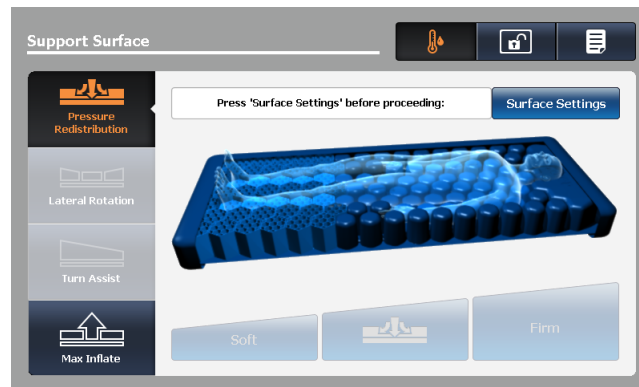 Support Surface
Pressure
Redistribution
Press 'Surface Settings' before proceeding:
Surface Settings
Lateral Rotation
Turn Assist
Max Inflate
Soft
Firm